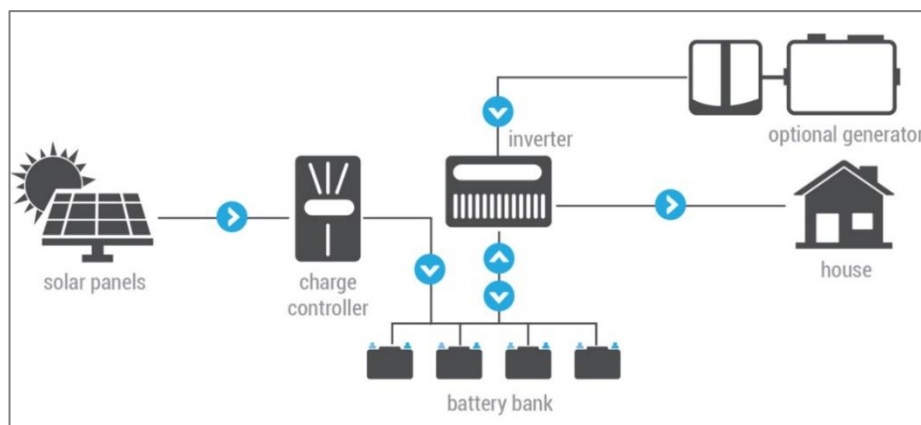 inverter
optional generator
solar panels
charge
controller
house
battery bank